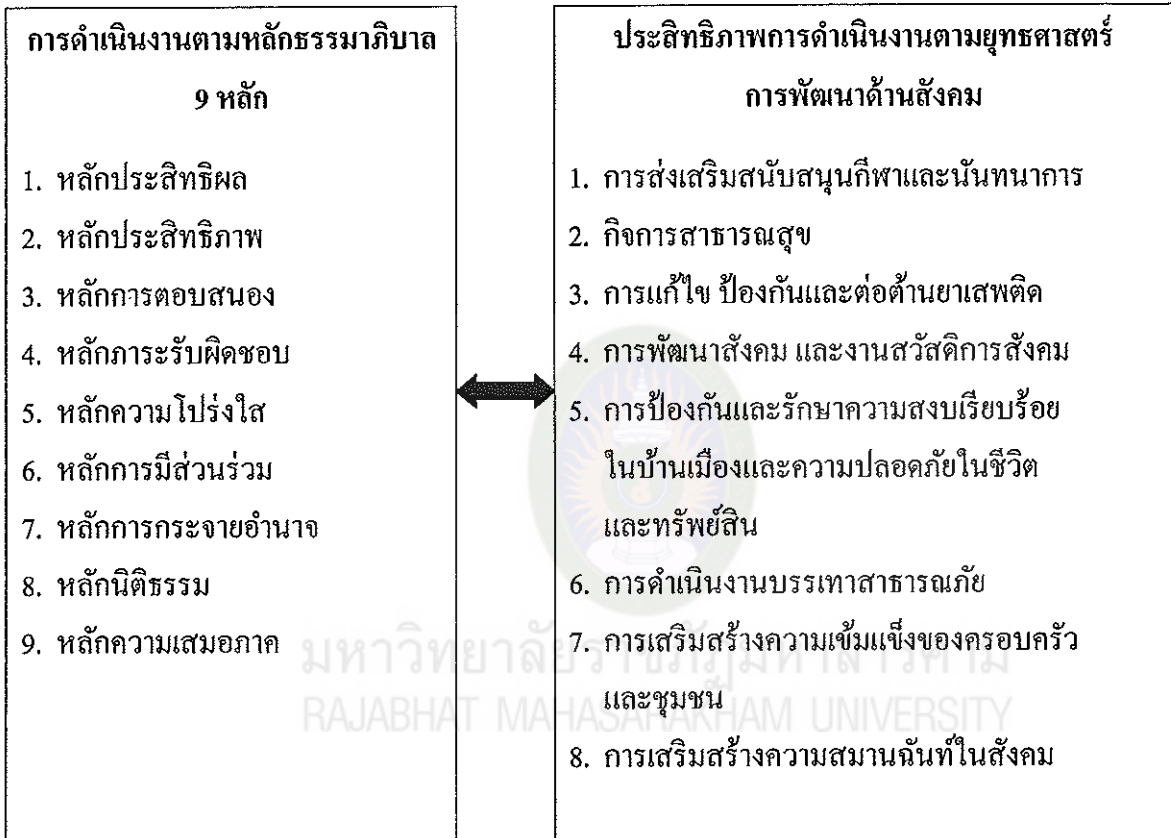 การดำเนินงานตามหลักธรรมาภิบาล
9 หลัก
1. หลักประสิทธิผล
2. หลักประสิทธิภาพ
3. หลักการตอบสนอง
4. หลักภาระรับผิดชอบ
5. หลักความโปร่งใส
6. หลักการมีส่วนร่วม
7. หลักการกระจายอำนาจ
8. หลักนิติธรรม
9. หลักความเสมอภาค
ประสิทธิภาพการดำเนินงานตามยุทธศาสตร์
การพัฒนาด้านสังคม
1. การส่งเสริมสนับสนุนกีฬาและนันทนาการ
2. กิจการสาธารณสุข
3. การแก้ไข ป้องกันและต่อต้านยาเสพติด
4. การพัฒนาสังคม และงานสวัสดิการสังคม
5. การป้องกันและรักษาความสงบเรียบร้อย
ในบ้านเมืองและความปลอดภัยในชีวิต
และทรัพย์สิน
6. การดำเนินงานบรรเทาสาธารณภัย
7. การเสริมสร้างความเข้มแข็งของครอบครัว
และชุมชน
8. การเสริมสร้างความสมานฉันท์ในสังคม
มหาวิทยาลัยราชภัฏมหาสารคาม
RAJABHAT MAHASARAKHAM UNIVERSITY